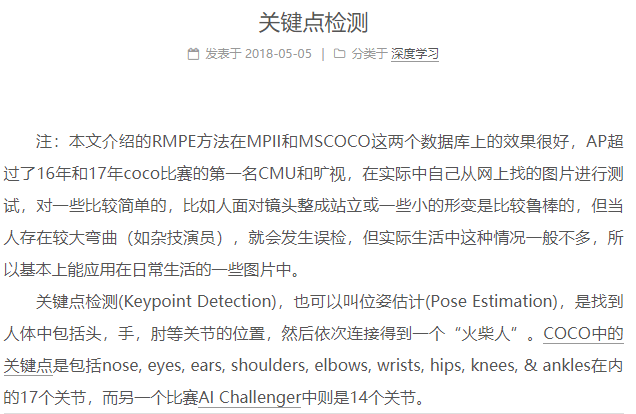 关键点检测
发表于 2018-05-05 | 分类于 深度学习
注：本文介绍的RMPE方法在MPII和MSCOCO这两个数据库上的效果很好，AP超
过了16年和17年coco比赛的第一名CMU和旷视，在实际中自己从网上找的图片进行测
试，对一些比较简单的，比如人面对镜头整成站立或一些小的形变是比较鲁棒的，但当
人存在较大弯曲（如杂技演员），就会发生误检，但实际生活中这种情况一般不多，所
以基本上能应用在日常生活的一些图片中。
关键点检测(Keypoint Detection)，也可以叫位姿估计(Pose Estimation)，是找到
人体中包括头，手，肘等关节的位置，然后依次连接得到一个“火柴人”。COCO中的
关键点是包括nose, eyes, ears, shoulders, elbows, wrists, hips, knees, & ankles在内
的17个关节，而另一个比赛AI Challenger中则是14个关节。